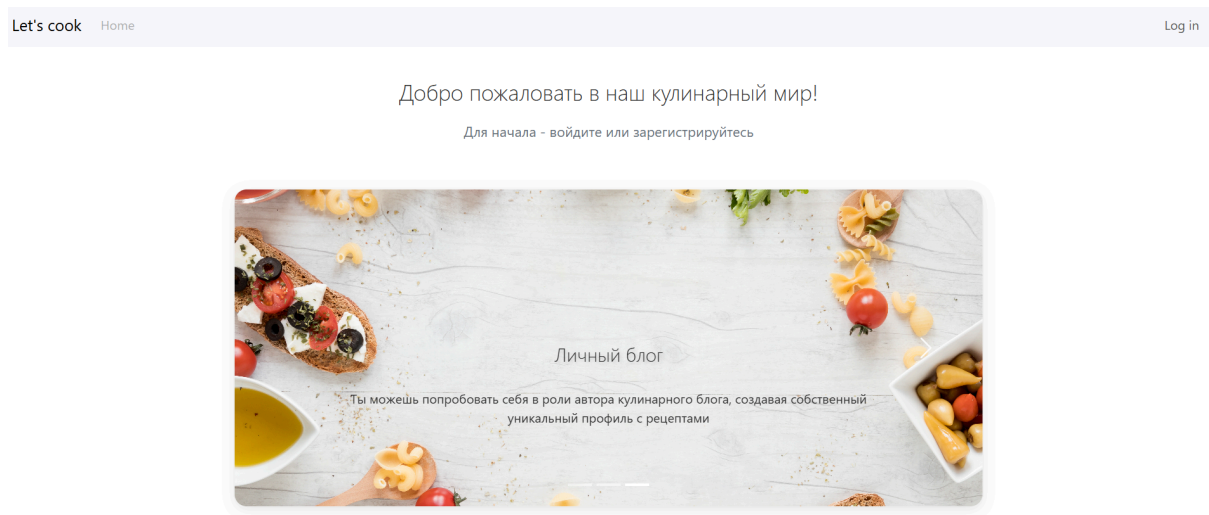 Let's cook Home Log in
Добро пожаловать в наш кулинарный мир!
Для начала - войдите или зарегистрируйтесь
Личный блог
Ты можешь попробовать себя в роли автора кулинарного блога, создавая собственный
уникальный профиль с рецептами